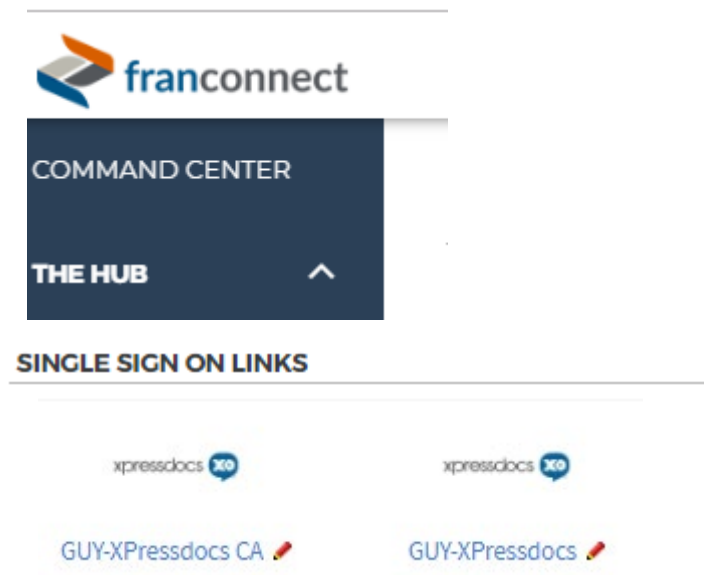 franconnect
COMMAND CENTER
THE HUB
SINGLE SIGN ON LINKS
xpressdocs XO xpressdocs XO
GUY-XPressdocs CA GUY-XPressdocs